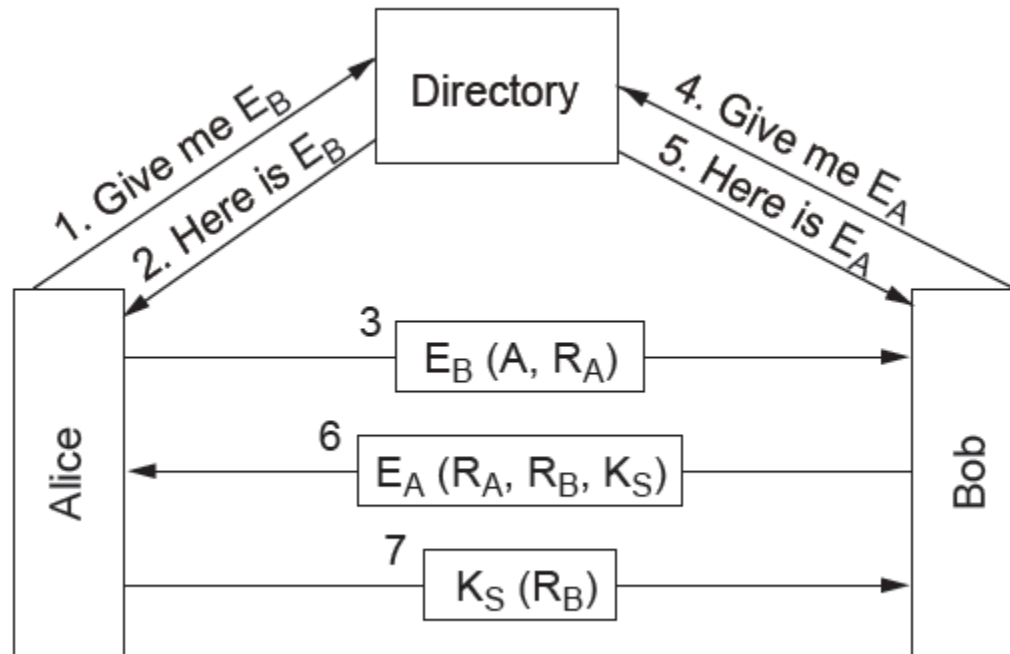 Directory
1. Give me E_B
2. Here is E_B
4. Give me E_A
5. Here is E_A
3
E_B (A, R_A)
6
E_A (R_A, R_B, K_S)
7
K_S (R_B)
Alice
Bob